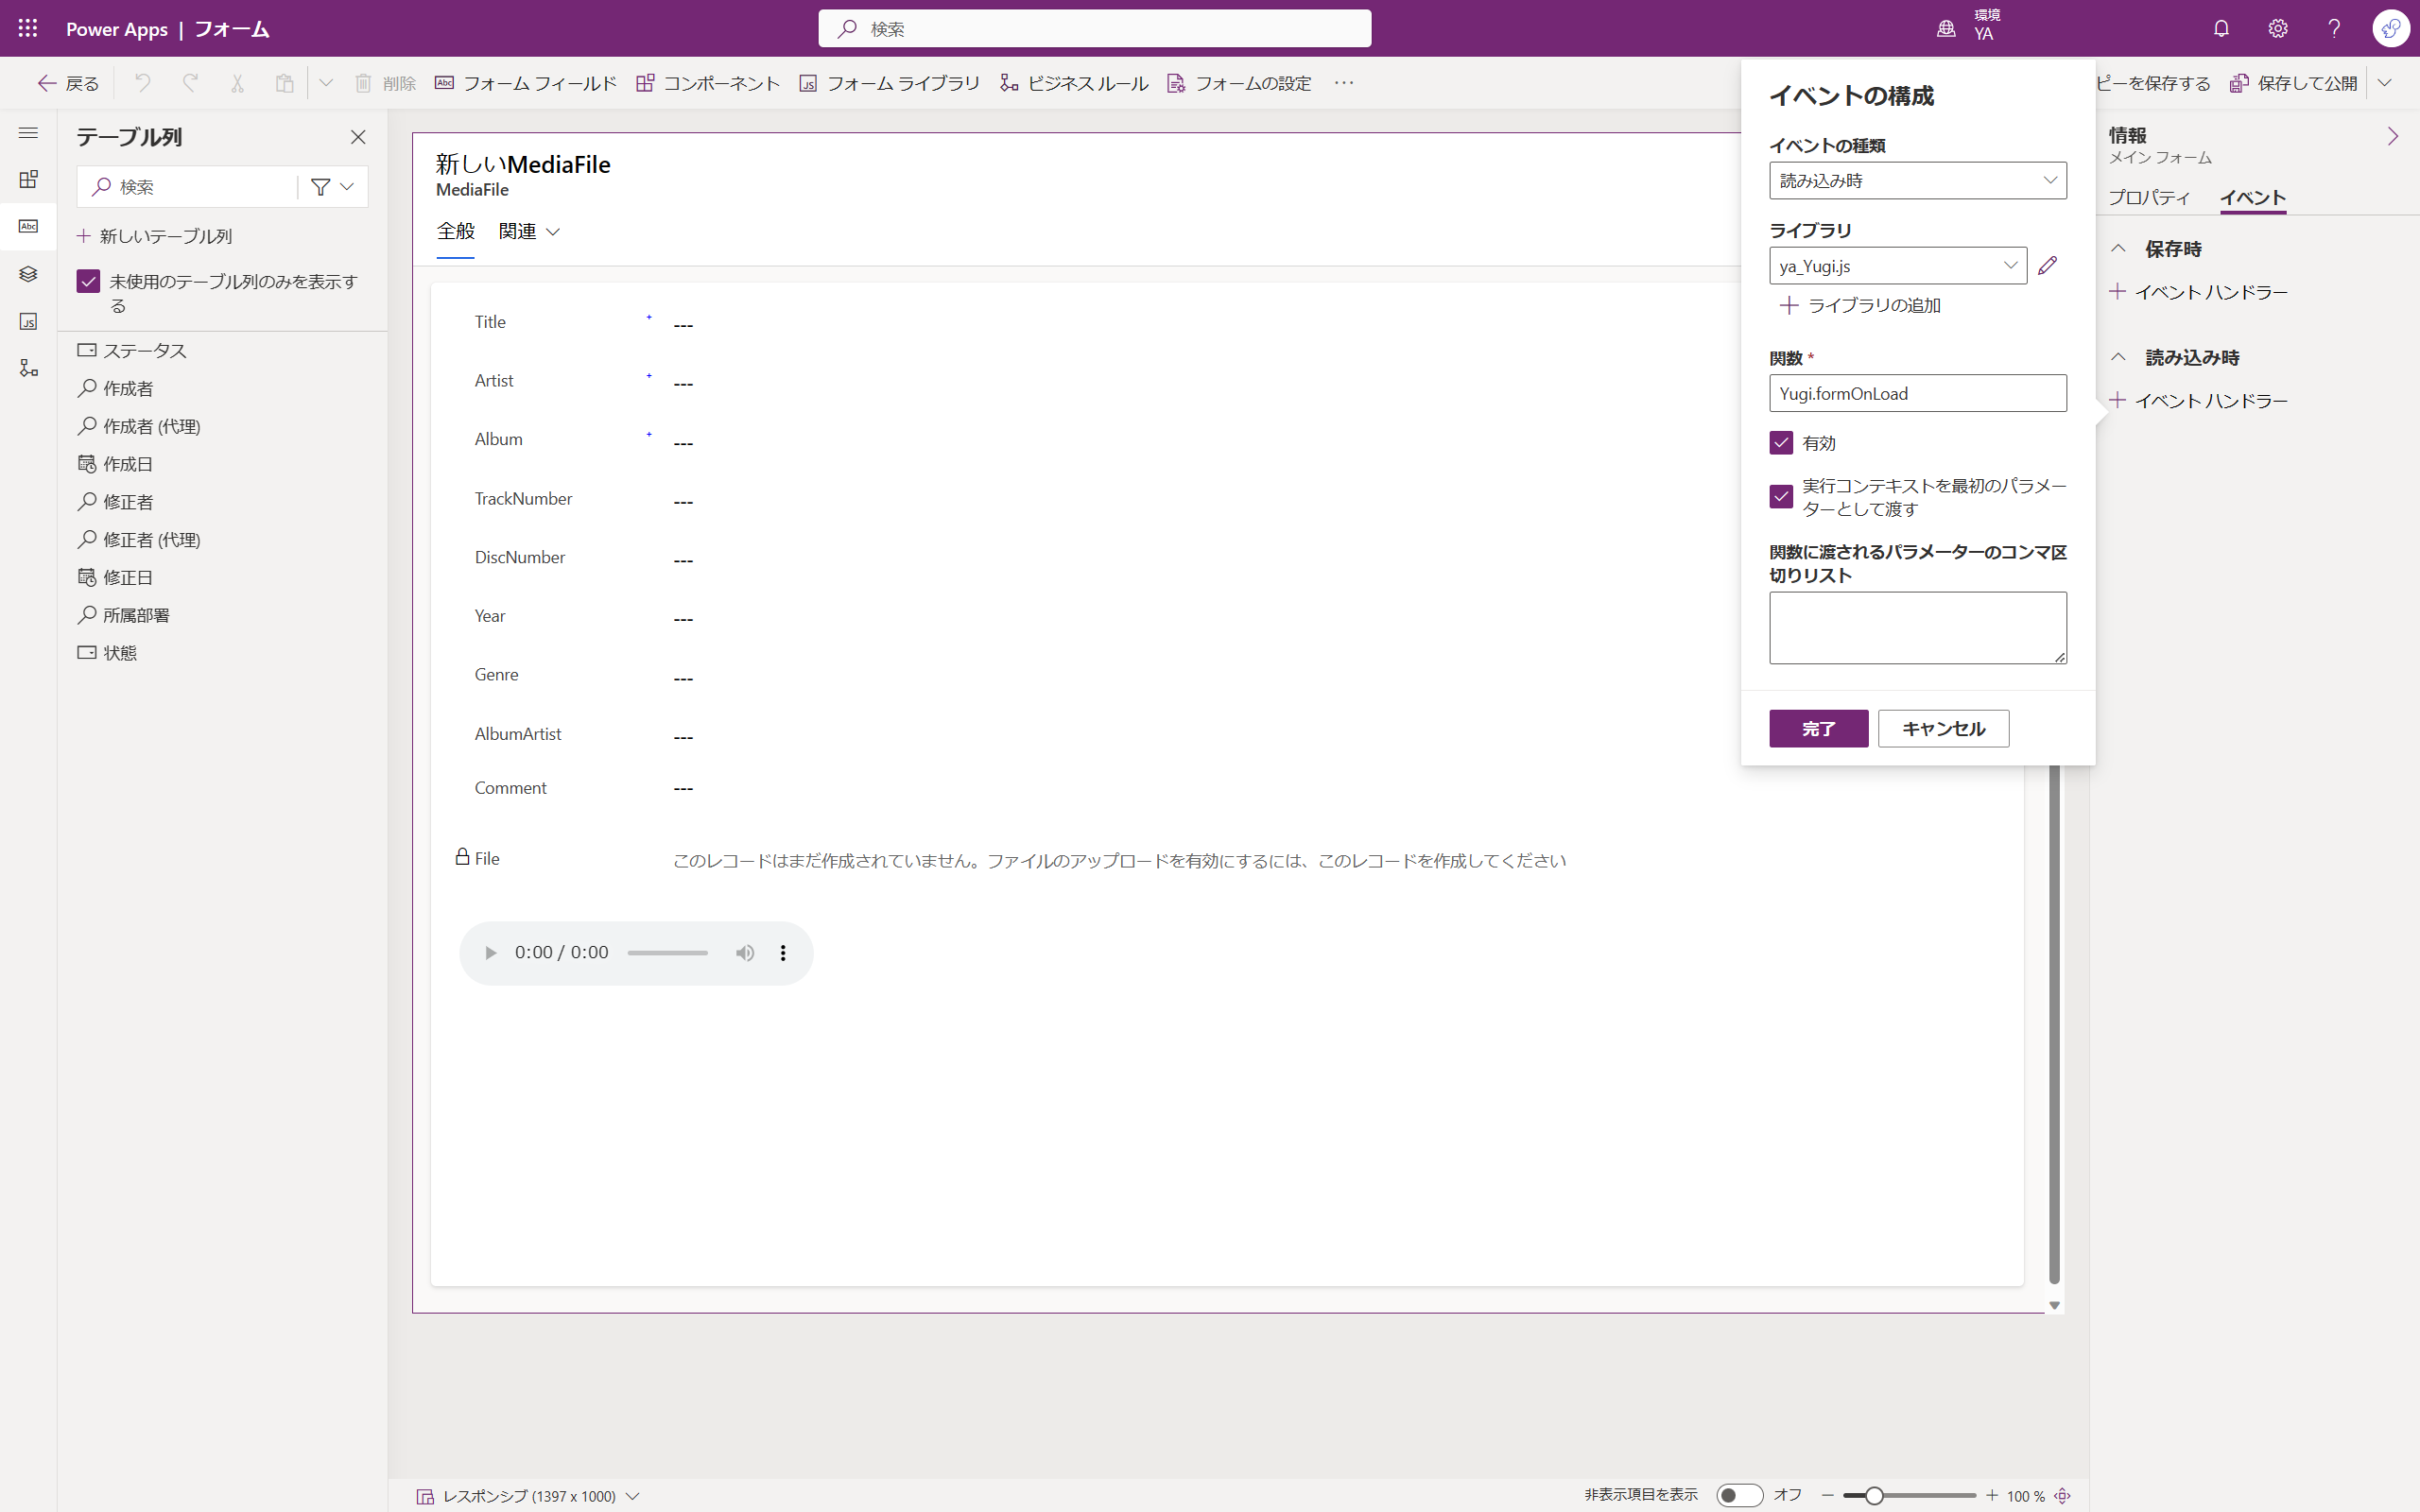 Power Apps | フォーム
検索
環境
YA
戻る
削除
フォーム フィールド
コンポーネント
フォーム ライブラリ
ビジネス ルール
フォームの設定
ピーを保存する
保存して公開
テーブル列
検索
新しいテーブル列
未使用のテーブル列のみを表示す
る
ステータス
作成者
作成者 (代理)
作成日
修正者
修正者 (代理)
修正日
所属部署
状態
新しいMediaFile
MediaFile
全般
関連
Title
---
Artist
---
Album
---
TrackNumber
---
DiscNumber
---
Year
---
Genre
---
AlbumArtist
---
Comment
---
File
このレコードはまだ作成されていません。ファイルのアップロードを有効にするには、このレコードを作成してください
0:00 / 0:00
イベントの構成
イベントの種類
読み込み時
ライブラリ
ya_Yugi.js
ライブラリの追加
関数 *
Yugi.formOnLoad
有効
実行コンテキストを最初のパラメー
ターとして渡す
関数に渡されるパラメーターのコンマ区
切りリスト
完了
キャンセル
情報
メイン フォーム
プロパティ
イベント
保存時
イベント ハンドラー
読み込み時
イベント ハンドラー
レスポンシブ (1397 x 1000)
非表示項目を表示
オフ
100 %